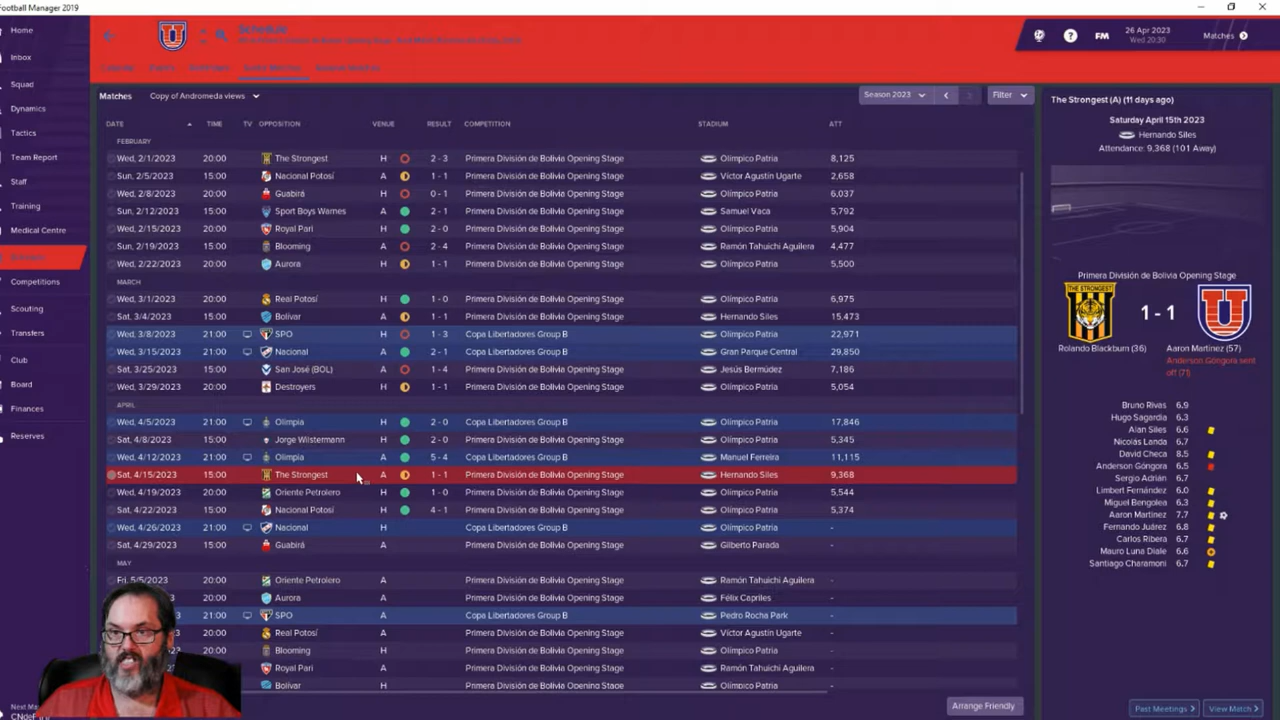 Football Manager 2019
Home
Inbox
Squad
Dynamics
Tactics
Team Report
Staff
Training
Medical Centre
Competitions
Scouting
Transfers
Club
Board
Finances
Reserves
26 Apr 2023
Wed 20:30
FM
Matches
Matches Copy of Andromeda views
Season 2023
Filter
DATE TIME TV OPPOSITION VENUE RESULT COMPETITION STADIUM ATT
FEBRUARY
Wed, 2/1/2023 20:00 The Strongest H 2 - 3 Primera División de Bolivia Opening Stage Olímpico Patria 8,125
Sun, 2/5/2023 15:00 Nacional Potosí A 1 - 1 Primera División de Bolivia Opening Stage Víctor Agustín Ugarte 2,658
Wed, 2/8/2023 20:00 Guabirá H 0 - 1 Primera División de Bolivia Opening Stage Olímpico Patria 6,037
Sun, 2/12/2023 15:00 Sport Boys Warnes A 2 - 1 Primera División de Bolivia Opening Stage Samuel Vaca 5,792
Wed, 2/15/2023 20:00 Royal Pari H 2 - 0 Primera División de Bolivia Opening Stage Olímpico Patria 5,904
Sun, 2/19/2023 15:00 Blooming A 2 - 4 Primera División de Bolivia Opening Stage Ramón Tahuichi Aguilera 4,477
Wed, 2/22/2023 20:00 Aurora H 1 - 1 Primera División de Bolivia Opening Stage Olímpico Patria 5,500
MARCH
Wed, 3/1/2023 20:00 Real Potosí H 1 - 0 Primera División de Bolivia Opening Stage Olímpico Patria 6,975
Sat, 3/4/2023 15:00 Bolívar A 3 - 1 Primera División de Bolivia Opening Stage Hernando Siles 15,473
Wed, 3/8/2023 21:00 SPO H 1 - 3 Copa Libertadores Group B Olímpico Patria 22,971
Wed, 3/15/2023 21:00 Nacional A 2 - 1 Copa Libertadores Group B Gran Parque Central 29,850
Sat, 3/25/2023 15:00 San José (BOL) A 1 - 4 Primera División de Bolivia Opening Stage Jesús Bermúdez 7,186
Wed, 3/29/2023 20:00 Destroyers H 1 - 1 Primera División de Bolivia Opening Stage Olímpico Patria 5,054
APRIL
Wed, 4/5/2023 21:00 Olimpia H 2 - 0 Copa Libertadores Group B Olímpico Patria 17,846
Sat, 4/8/2023 15:00 Jorge Wilstermann H 2 - 0 Primera División de Bolivia Opening Stage Olímpico Patria 5,345
Wed, 4/12/2023 21:00 Olimpia A 5 - 4 Copa Libertadores Group B Manuel Ferreira 11,115
Sat, 4/15/2023 15:00 The Strongest A 1 - 1 Primera División de Bolivia Opening Stage Hernando Siles 9,368
Wed, 4/19/2023 20:00 Oriente Petrolero H 1 - 0 Primera División de Bolivia Opening Stage Olímpico Patria 5,544
Sat, 4/22/2023 15:00 Nacional Potosí H 4 - 1 Primera División de Bolivia Opening Stage Olímpico Patria 5,374
Wed, 4/26/2023 21:00 Nacional H Copa Libertadores Group B Olímpico Patria -
Sat, 4/29/2023 15:00 Guabirá A Primera División de Bolivia Opening Stage Gilberto Parada -
MAY
Fri, 5/5/2023 20:00 Oriente Petrolero A Primera División de Bolivia Opening Stage Ramón Tahuichi Aguilera -
15:00 Aurora A Primera División de Bolivia Opening Stage Félix Capriles -
21:00 SPO A Copa Libertadores Group B Pedro Rocha Park -
20:00 Real Potosí A Primera División de Bolivia Opening Stage Víctor Agustín Ugarte -
15:00 Blooming H Primera División de Bolivia Opening Stage Olímpico Patria -
15:00 Royal Pari A Primera División de Bolivia Opening Stage Ramón Tahuichi Aguilera -
15:00 Bolívar H Primera División de Bolivia Opening Stage Olímpico Patria -
Arrange Friendly
The Strongest (A) (11 days ago)
Saturday April 15th 2023
Hernando Siles
Attendance: 9,368 (101 Away)
Primera División de Bolivia Opening Stage
THE STRONGEST
1 - 1
Rolando Blackburn (36) Aaron Martínez (57)
Anderson Góngora sent
off (71)
Bruno Rivas 6.9
Hugo Sagardia 6.3
Alan Siles 6.7
Nicolás Landa 6.7
David Checa 8.5
Anderson Góngora 6.5
Sergio Adrián 6.7
Limbert Fernández 6.0
Miguel Bengolea 6.3
Aaron Martínez 7.7
Fernando Juárez 6.8
Carlos Ribera 6.7
Mauro Luna Diale 6.6
Santiago Charamoni 6.7
Past Meetings
View Match